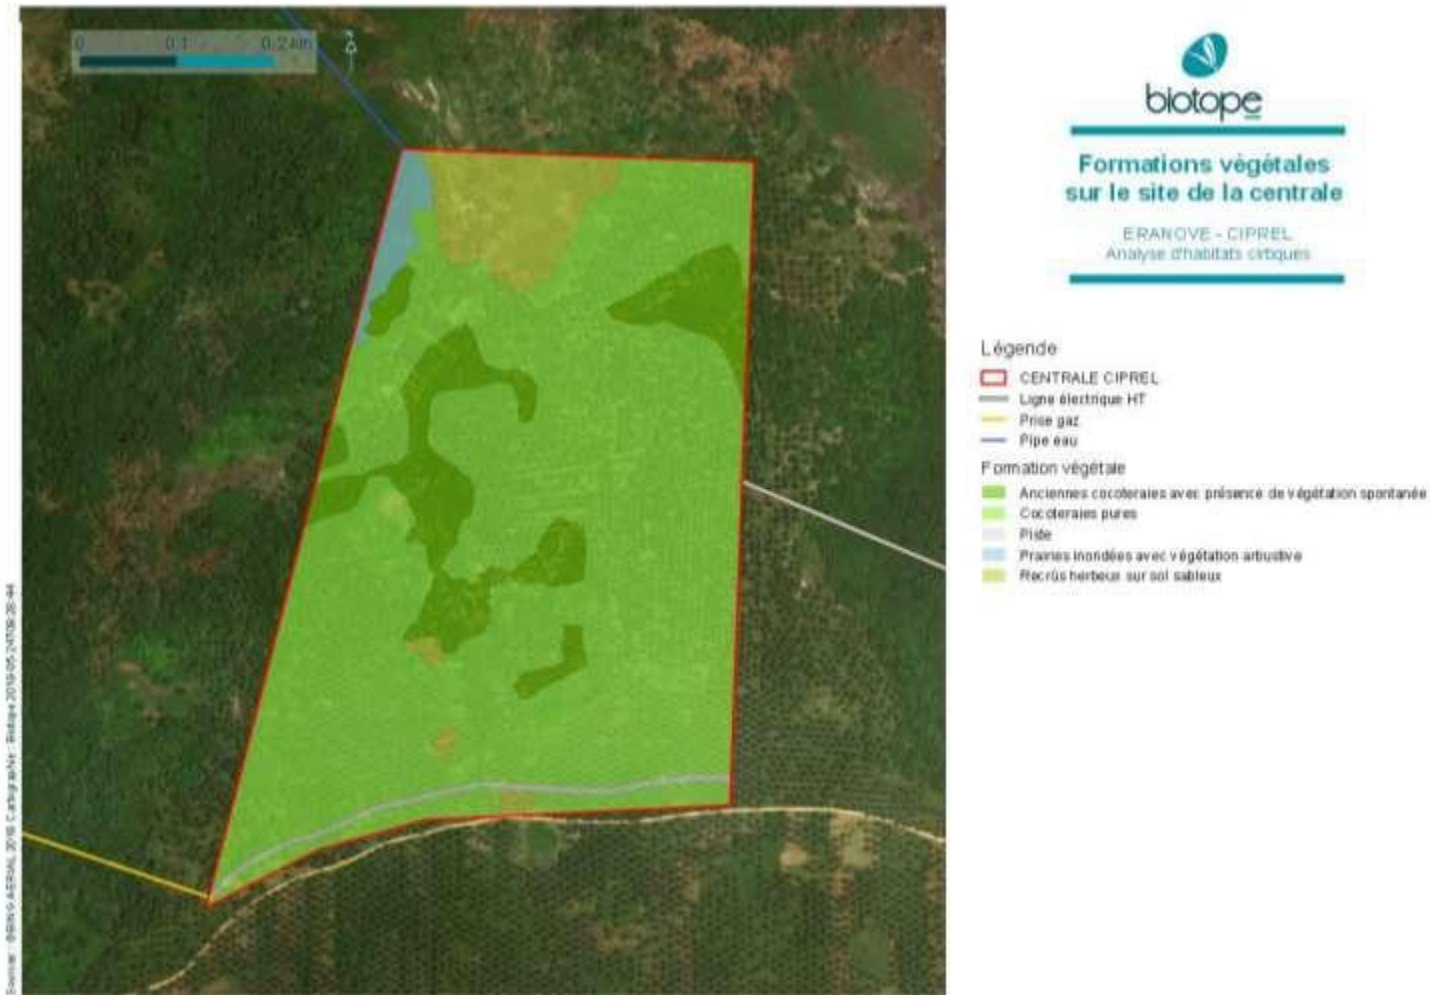 0 0.1 0.2 km
biotope
Formations végétales
sur le site de la centrale
ERANOVE - CIPREL
Analyse d'habitats critiques
Légende
CENTRALE CIPREL
Ligne électrique HT
Prise gaz
Pipe eau
Formation végétale
Anciennes cocoteraies avec présence de végétation spontanée
Cocoteraies pures
Piste
Prairies inondées avec végétation arbustive
Recrûs herbeux sur sol sableux